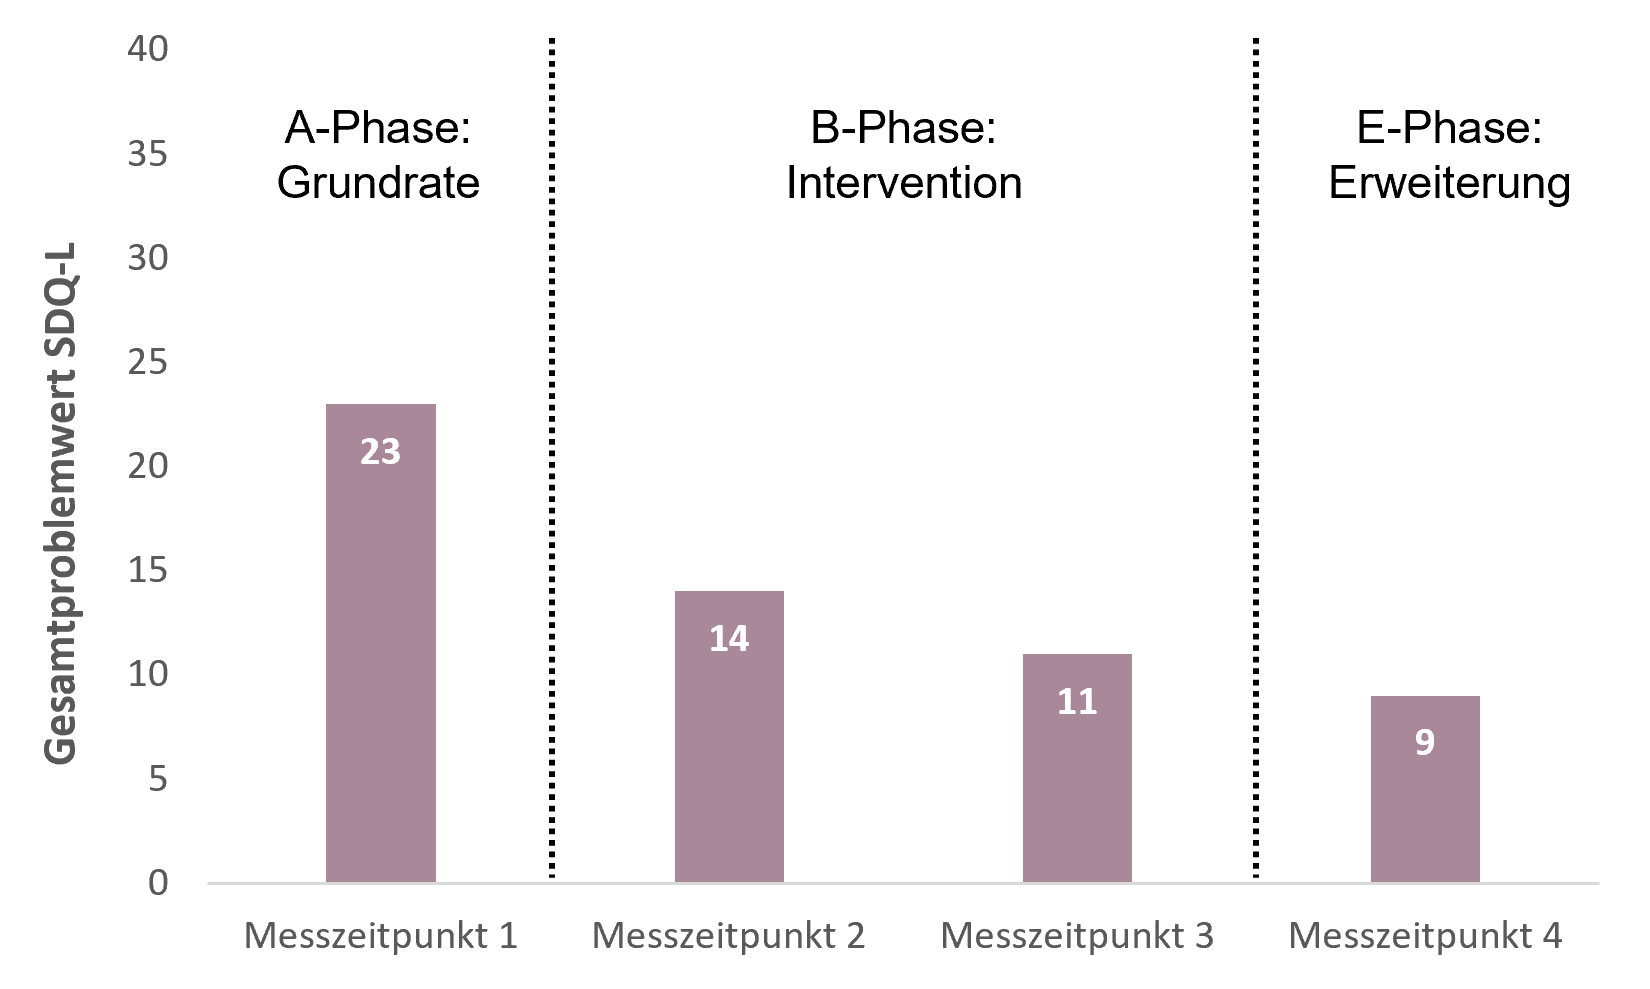 Gesamtproblemwert SDQ-L
40
35
30
25
20
15
10
5
0
A-Phase:
Grundrate
B-Phase:
Intervention
E-Phase:
Erweiterung
23
14
11
9
Messzeitpunkt 1
Messzeitpunkt 2
Messzeitpunkt 3
Messzeitpunkt 4